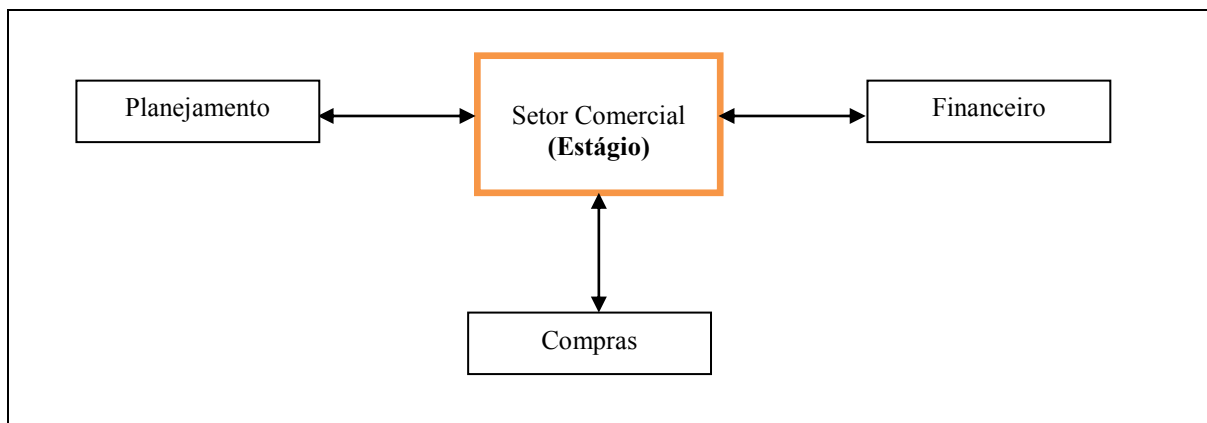 Planejamento
Setor Comercial
(Estágio)
Financeiro
Compras